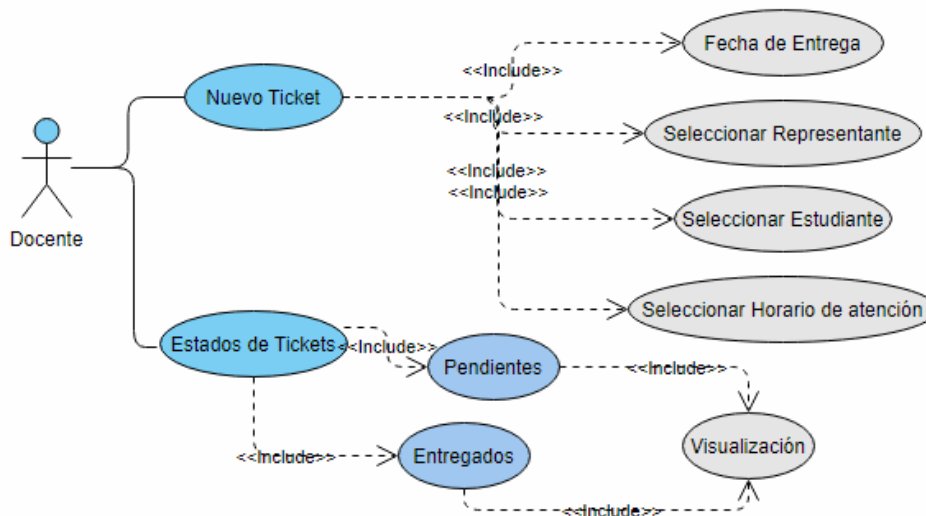 Fecha de Entrega
<<Include>>
Nuevo Ticket
<<Include>>
Seleccionar Representante
<<Include>>
<<Include>>
Seleccionar Estudiante
Docente
Seleccionar Horario de atención
Estados de Tickets
<<Include>>
Pendientes
<<Include>>
Visualización
Entregados
<<Include>>
<<Include>>